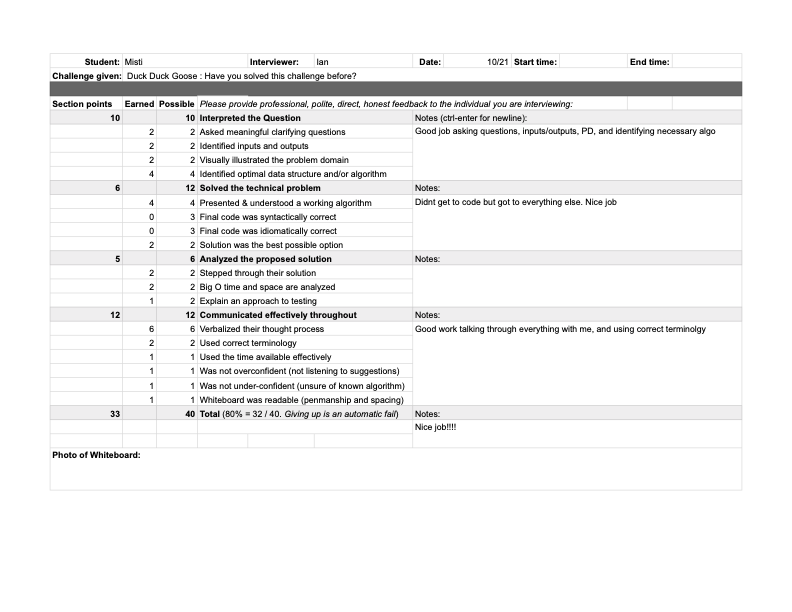 Student: Misti Interviewer: Ian Date: 10/21 Start time: End time:
Challenge given: Duck Duck Goose : Have you solved this challenge before?
Section points Earned Possible Please provide professional, polite, direct, honest feedback to the individual you are interviewing:
10 10 Interpreted the Question Notes (ctrl-enter for newline):
2 2 Asked meaningful clarifying questions Good job asking questions, inputs/outputs, PD, and identifying necessary algo
2 2 Identified inputs and outputs
2 2 Visually illustrated the problem domain
4 4 Identified optimal data structure and/or algorithm
6 12 Solved the technical problem Notes:
4 4 Presented & understood a working algorithm Didnt get to code but got to everything else. Nice job
0 3 Final code was syntactically correct
0 3 Final code was idiomatically correct
2 2 Solution was the best possible option
5 6 Analyzed the proposed solution Notes:
2 2 Stepped through their solution
2 2 Big O time and space are analyzed
1 2 Explain an approach to testing
12 12 Communicated effectively throughout Notes:
6 6 Verbalized their thought process Good work talking through everything with me, and using correct terminolgy
2 2 Used correct terminology
1 1 Used the time available effectively
1 1 Was not overconfident (not listening to suggestions)
1 1 Was not under-confident (unsure of known algorithm)
1 1 Whiteboard was readable (penmanship and spacing)
33 40 Total (80% = 32 / 40. Giving up is an automatic fail) Notes:
Nice job!!!!
Photo of Whiteboard: